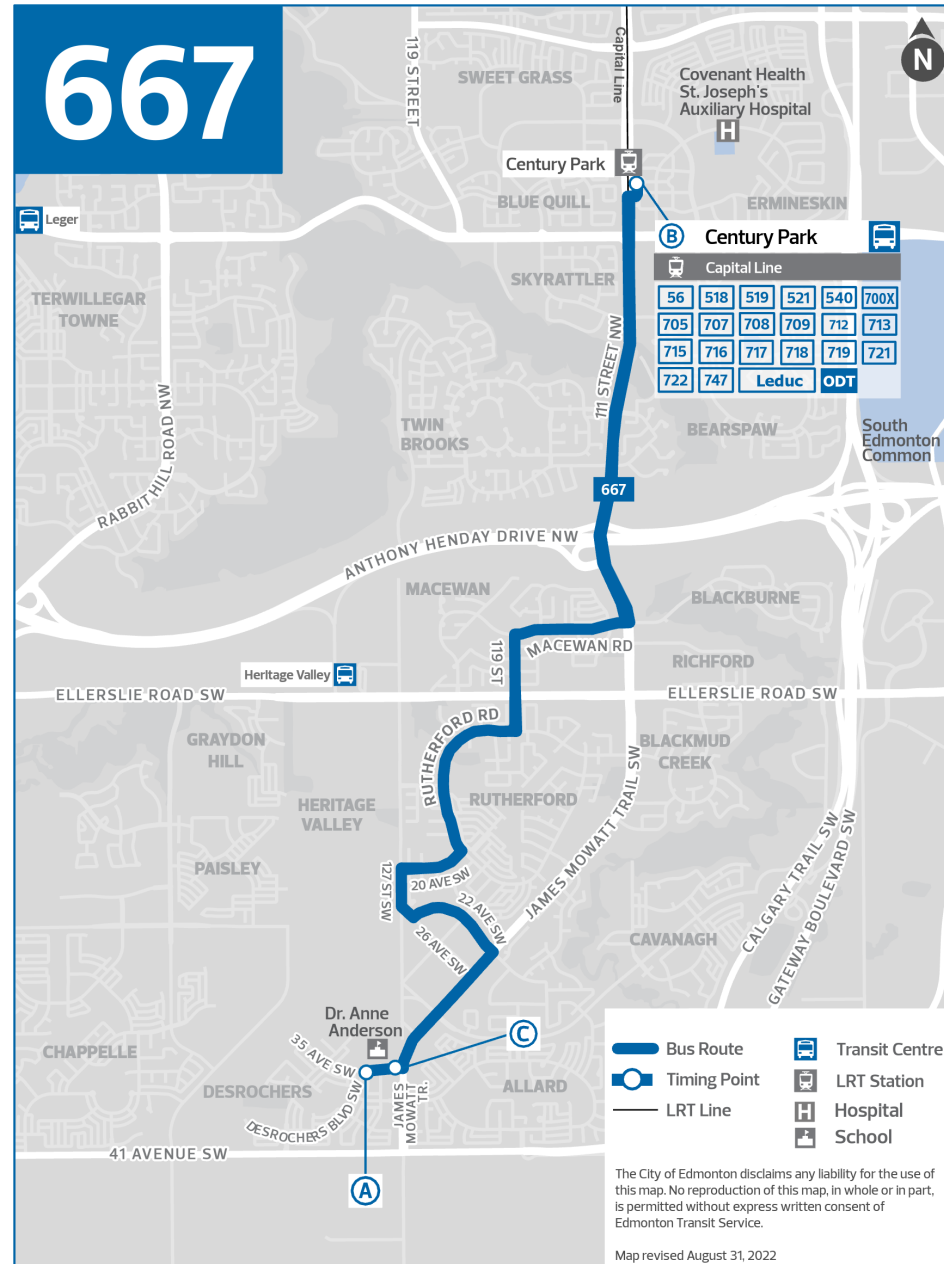 667
N
119 STREET
SWEET GRASS
Capital Line
Covenant Health
St. Joseph's
Auxiliary Hospital
H
Century Park
BLUE QUILL
ERMINESKIN
Leger
B Century Park
Capital Line
56 518 519 521 540 700X
705 707 708 709 712 713
715 716 717 718 719 721
722 747 Leduc ODT
SKYRATTLER
TERWILLEGAR
TOWNE
111 STREET NW
RABBIT HILL ROAD NW
TWIN
BROOKS
BEARSPAW
South
Edmonton
Common
667
ANTHONY HENDAY DRIVE NW
MACEWAN
BLACKBURNE
119 ST
MACEWAN RD
RICHFORD
Heritage Valley
ELLERSLIE ROAD SW
ELLERSLIE ROAD SW
RUTHERFORD RD
GRAYDON
HILL
BLACKMUD
CREEK
HERITAGE
VALLEY
RUTHERFORD
JAMES MOWATT TRAIL SW
PAISLEY
127 ST SW
20 AVE SW
22 AVE SW
26 AVE SW
CAVANAGH
CALGARY TRAIL SW
GATEWAY BOULEVARD SW
Dr. Anne
Anderson
C
35 AVE SW
CHAPPELLE
DESROCHERS
DESROCHERS BLVD SW
JAMES
MOWATT
TR.
ALLARD
41 AVENUE SW
A
Bus Route
Timing Point
LRT Line
Transit Centre
LRT Station
H Hospital
School
The City of Edmonton disclaims any liability for the use of
this map. No reproduction of this map, in whole or in part,
is permitted without express written consent of
Edmonton Transit Service.
Map revised August 31, 2022